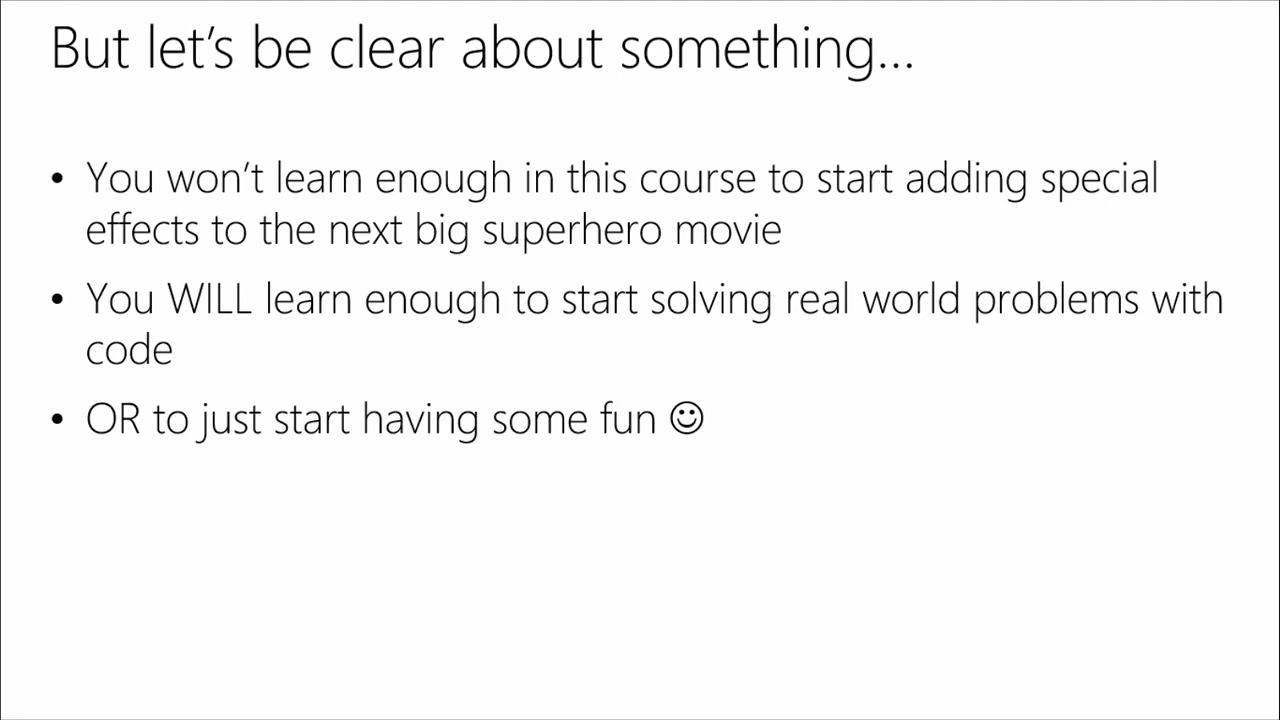 But let’s be clear about something…
• You won’t learn enough in this course to start adding special
effects to the next big superhero movie
• You WILL learn enough to start solving real world problems with
code
• OR to just start having some fun ☺